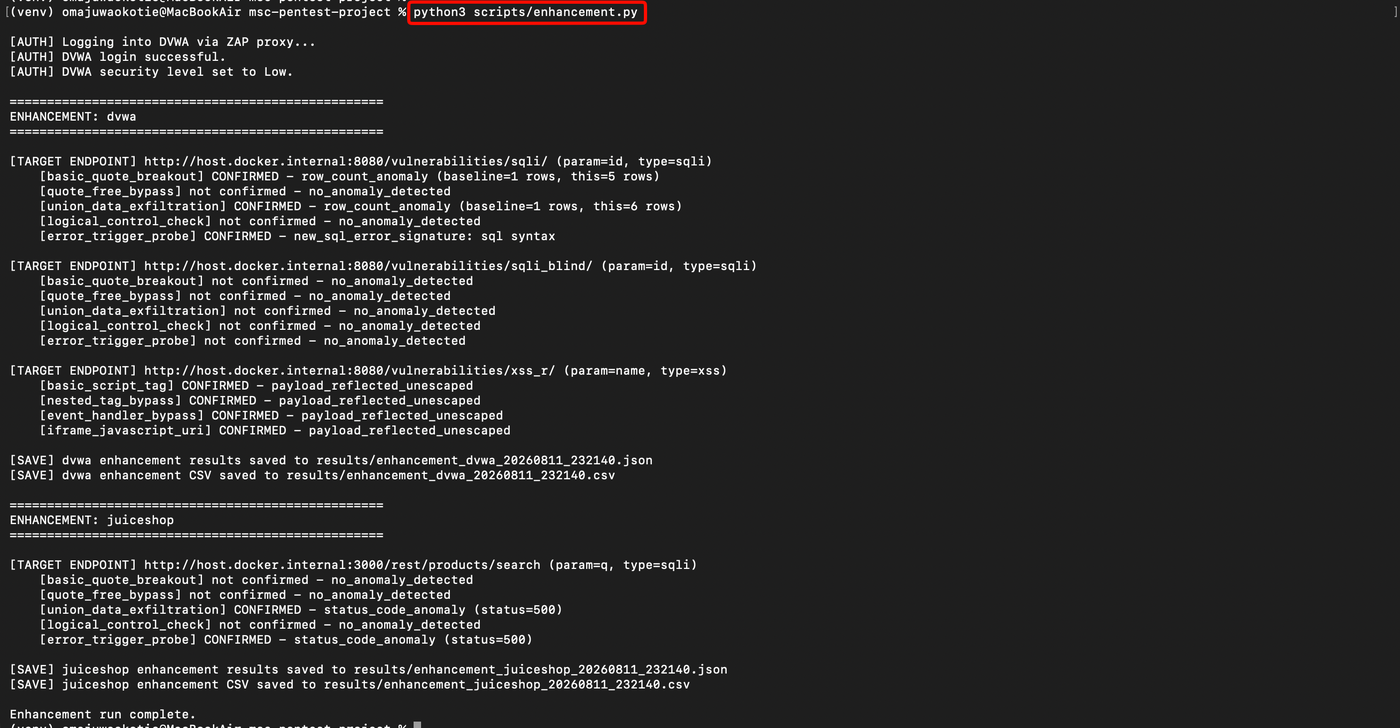 [(venv) omajuwaokotie@MacBookAir msc-pentest-project % python3 scripts/enhancement.py ]
[AUTH] Logging into DVWA via ZAP proxy...
[AUTH] DVWA login successful.
[AUTH] DVWA security level set to Low.
==================================================
ENHANCEMENT: dvwa
==================================================
[TARGET ENDPOINT] http://host.docker.internal:8080/vulnerabilities/sqli/ (param=id, type=sqli)
[basic_quote_breakout] CONFIRMED – row_count_anomaly (baseline=1 rows, this=5 rows)
[quote_free_bypass] not confirmed – no_anomaly_detected
[union_data_exfiltration] CONFIRMED – row_count_anomaly (baseline=1 rows, this=6 rows)
[logical_control_check] not confirmed – no_anomaly_detected
[error_trigger_probe] CONFIRMED – new_sql_error_signature: sql syntax
[TARGET ENDPOINT] http://host.docker.internal:8080/vulnerabilities/sqli_blind/ (param=id, type=sqli)
[basic_quote_breakout] not confirmed – no_anomaly_detected
[quote_free_bypass] not confirmed – no_anomaly_detected
[union_data_exfiltration] not confirmed – no_anomaly_detected
[logical_control_check] not confirmed – no_anomaly_detected
[error_trigger_probe] not confirmed – no_anomaly_detected
[TARGET ENDPOINT] http://host.docker.internal:8080/vulnerabilities/xss_r/ (param=name, type=xss)
[basic_script_tag] CONFIRMED – payload_reflected_unescaped
[nested_tag_bypass] CONFIRMED – payload_reflected_unescaped
[event_handler_bypass] CONFIRMED – payload_reflected_unescaped
[iframe_javascript_uri] CONFIRMED – payload_reflected_unescaped
[SAVE] dvwa enhancement results saved to results/enhancement_dvwa_20260811_232140.json
[SAVE] dvwa enhancement CSV saved to results/enhancement_dvwa_20260811_232140.csv
==================================================
ENHANCEMENT: juiceshop
==================================================
[TARGET ENDPOINT] http://host.docker.internal:3000/rest/products/search (param=q, type=sqli)
[basic_quote_breakout] not confirmed – no_anomaly_detected
[quote_free_bypass] not confirmed – no_anomaly_detected
[union_data_exfiltration] CONFIRMED – status_code_anomaly (status=500)
[logical_control_check] not confirmed – no_anomaly_detected
[error_trigger_probe] CONFIRMED – status_code_anomaly (status=500)
[SAVE] juiceshop enhancement results saved to results/enhancement_juiceshop_20260811_232140.json
[SAVE] juiceshop enhancement CSV saved to results/enhancement_juiceshop_20260811_232140.csv
Enhancement run complete.
(venv) omajuwaokotie@MacBookAir msc-pentest-project %